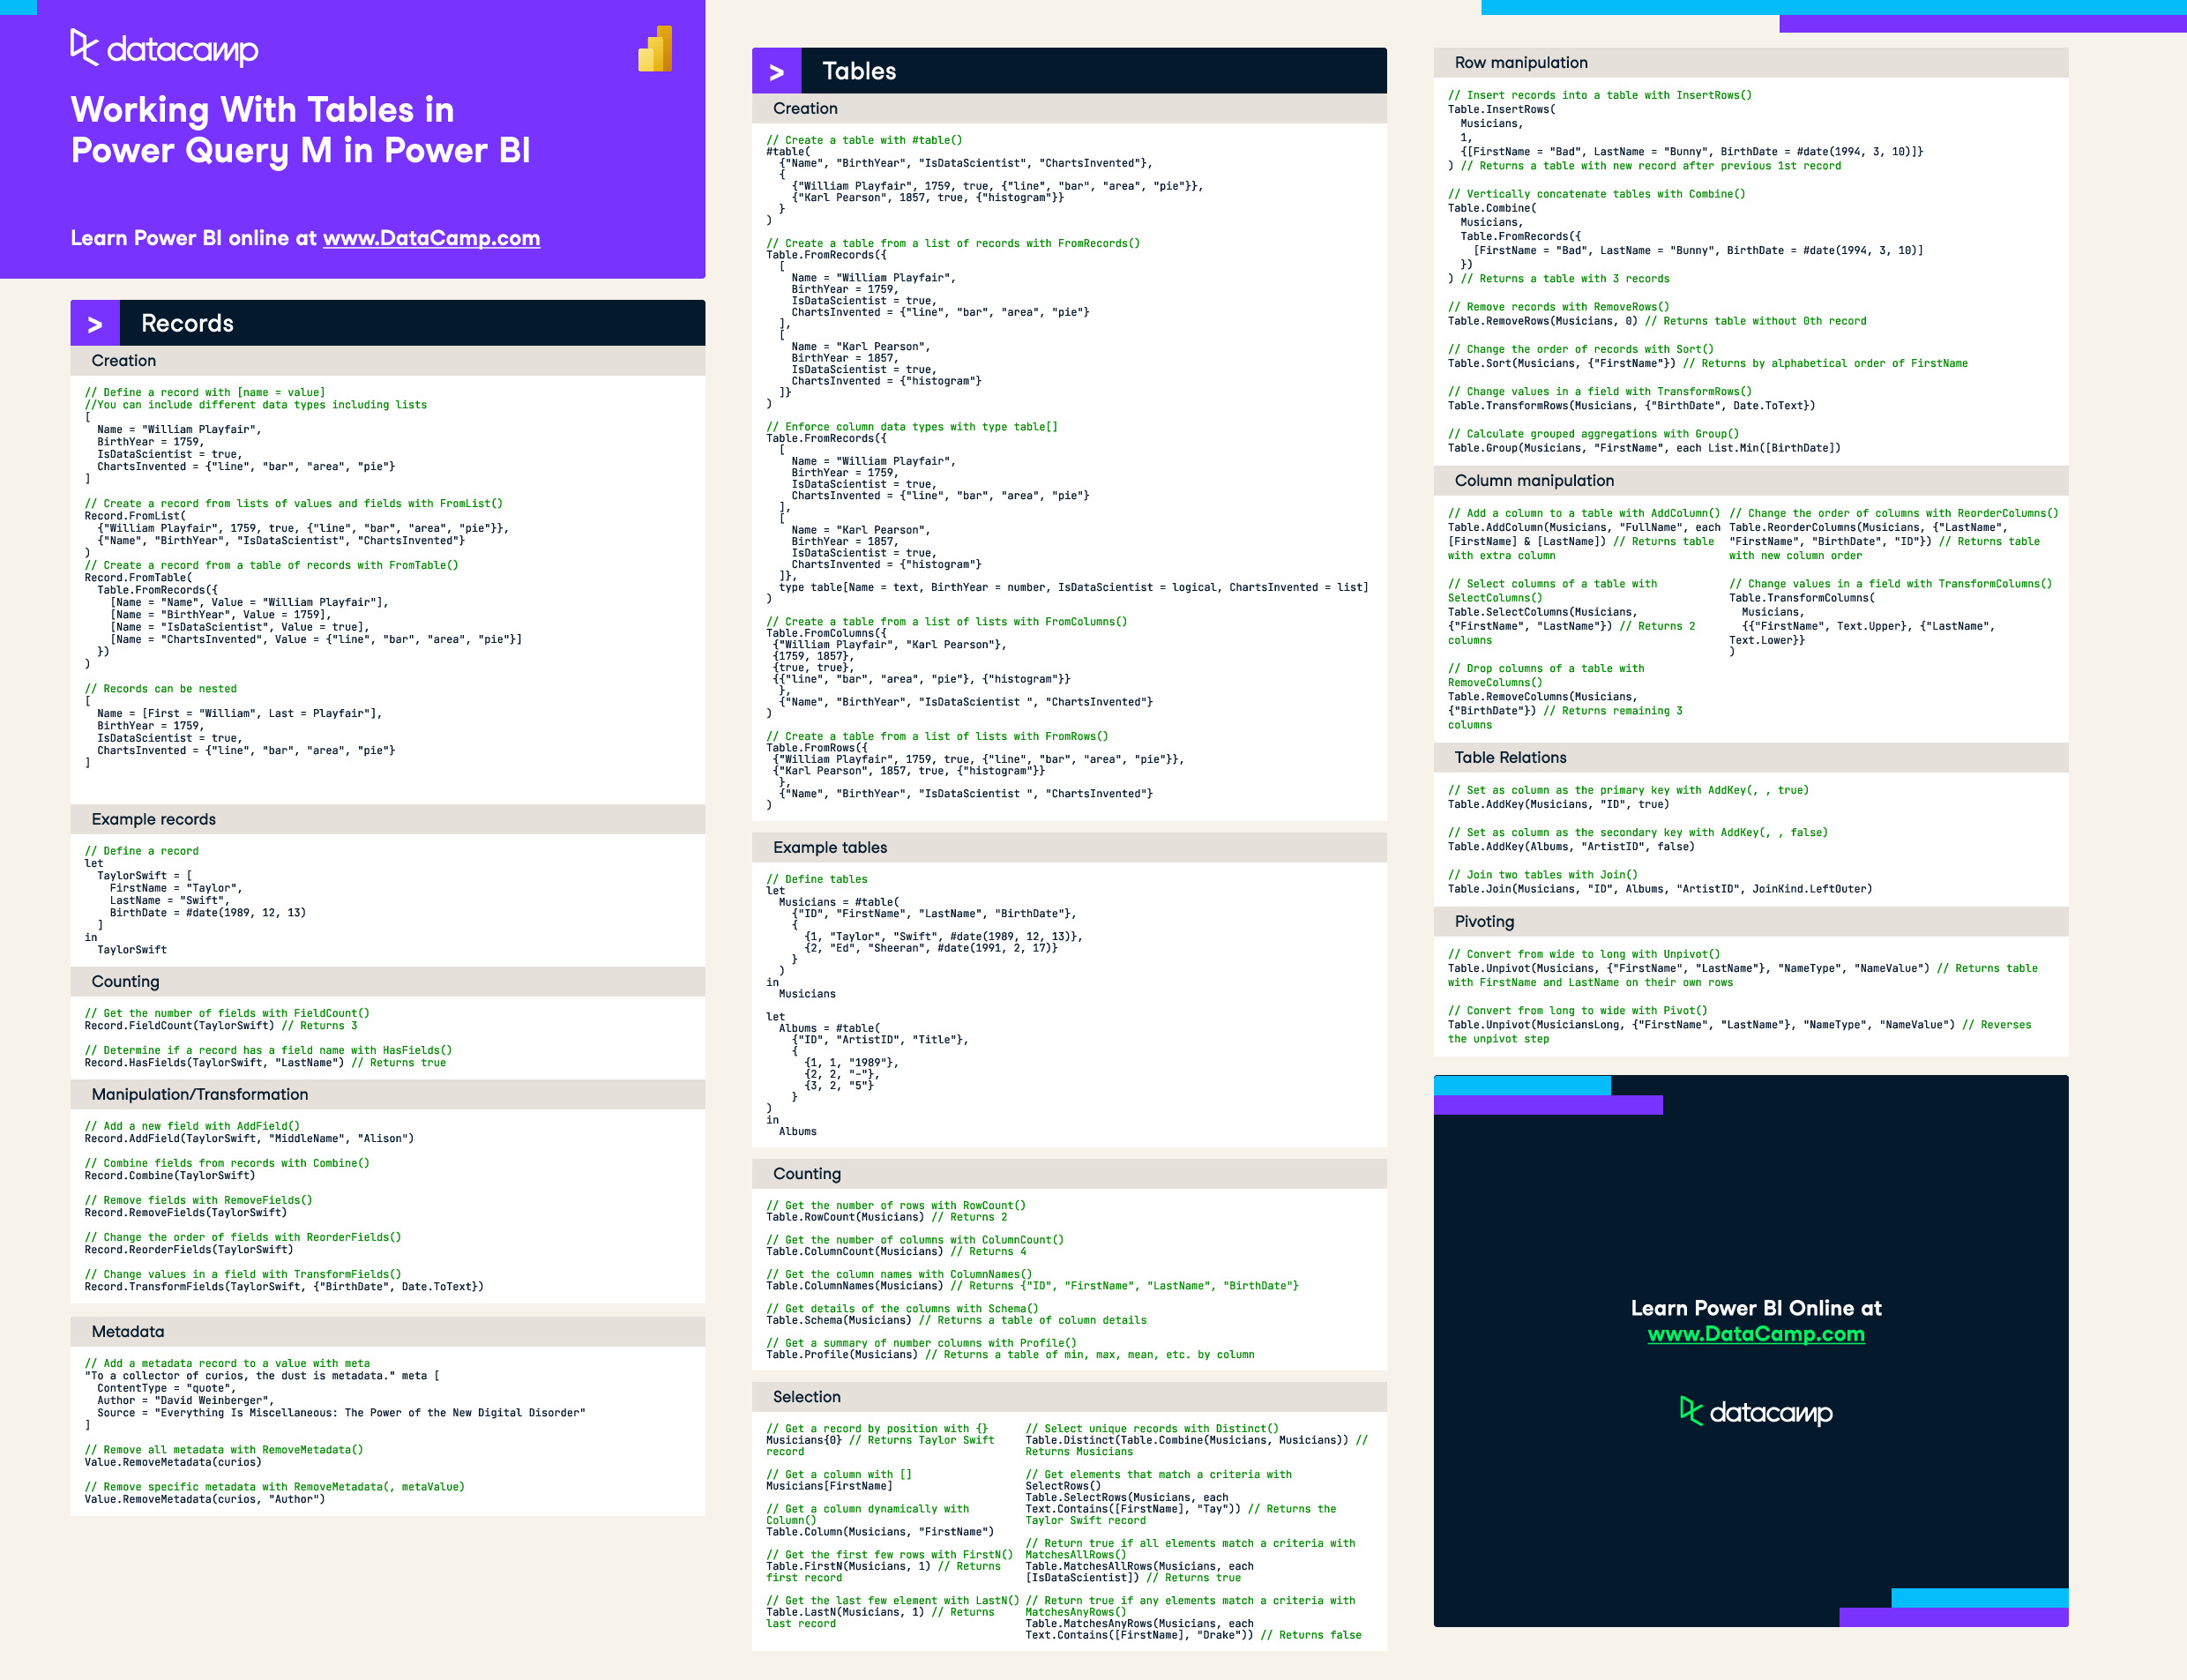 datacamp
Working With Tables in
Power Query M in Power BI
Learn Power BI online at www.DataCamp.com
> Records
Creation
// Define a record with [name = value]
//You can include different data types including lists
[
  Name = "William Playfair",
  BirthYear = 1759,
  IsDataScientist = true,
  ChartsInvented = {"line", "bar", "area", "pie"}
]
// Create a record from lists of values and fields with FromList()
Record.FromList(
  {"William Playfair", 1759, true, {"line", "bar", "area", "pie"}},
  {"Name", "BirthYear", "IsDataScientist", "ChartsInvented"}
)
// Create a record from a table of records with FromTable()
Record.FromTable(
  Table.FromRecords({
    [Name = "Name", Value = "William Playfair"],
    [Name = "BirthYear", Value = 1759],
    [Name = "IsDataScientist", Value = true],
    [Name = "ChartsInvented", Value = {"line", "bar", "area", "pie"}]
  })
)
// Records can be nested
[
  Name = [First = "William", Last = Playfair"],
  BirthYear = 1759,
  IsDataScientist = true,
  ChartsInvented = {"line", "bar", "area", "pie"}
]
Example records
// Define a record
let
  TaylorSwift = [
    FirstName = "Taylor",
    LastName = "Swift",
    BirthDate = #date(1989, 12, 13)
  ]
in
  TaylorSwift
Counting
// Get the number of fields with FieldCount()
Record.FieldCount(TaylorSwift) // Returns 3
// Determine if a record has a field name with HasFields()
Record.HasFields(TaylorSwift, "LastName") // Returns true
Manipulation/Transformation
// Add a new field with AddField()
Record.AddField(TaylorSwift, "MiddleName", "Alison")
// Combine fields from records with Combine()
Record.Combine(TaylorSwift)
// Remove fields with RemoveFields()
Record.RemoveFields(TaylorSwift)
// Change the order of fields with ReorderFields()
Record.ReorderFields(TaylorSwift)
// Change values in a field with TransformFields()
Record.TransformFields(TaylorSwift, {"BirthDate", Date.ToText})
Metadata
// Add a metadata record to a value with meta
"To a collector of curios, the dust is metadata." meta [
  ContentType = "quote",
  Author = "David Weinberger",
  Source = "Everything Is Miscellaneous: The Power of the New Digital Disorder"
]
// Remove all metadata with RemoveMetadata()
Value.RemoveMetadata(curios)
// Remove specific metadata with RemoveMetadata(, metaValue)
Value.RemoveMetadata(curios, "Author")
> Tables
Creation
// Create a table with #table()
#table(
  {"Name", "BirthYear", "IsDataScientist", "ChartsInvented"},
  {
    {"William Playfair", 1759, true, {"line", "bar", "area", "pie"}},
    {"Karl Pearson", 1857, true, {"histogram"}}
  }
)
// Create a table from a list of records with FromRecords()
Table.FromRecords({
  [
    Name = "William Playfair",
    BirthYear = 1759,
    IsDataScientist = true,
    ChartsInvented = {"line", "bar", "area", "pie"}
  ],
  [
    Name = "Karl Pearson",
    BirthYear = 1857,
    IsDataScientist = true,
    ChartsInvented = {"histogram"}
  ]}
)
// Enforce column data types with type table[]
Table.FromRecords({
  [
    Name = "William Playfair",
    BirthYear = 1759,
    IsDataScientist = true,
    ChartsInvented = {"line", "bar", "area", "pie"}
  ],
  [
    Name = "Karl Pearson",
    BirthYear = 1857,
    IsDataScientist = true,
    ChartsInvented = {"histogram"}
  ]},
  type table[Name = text, BirthYear = number, IsDataScientist = logical, ChartsInvented = list]
)
// Create a table from a list of lists with FromColumns()
Table.FromColumns({
 {"William Playfair", "Karl Pearson"},
 {1759, 1857},
 {true, true},
 {{"line", "bar", "area", "pie"}, {"histogram"}}
  },
  {"Name", "BirthYear", "IsDataScientist ", "ChartsInvented"}
)
// Create a table from a list of lists with FromRows()
Table.FromRows({
 {"William Playfair", 1759, true, {"line", "bar", "area", "pie"}},
 {"Karl Pearson", 1857, true, {"histogram"}}
  },
  {"Name", "BirthYear", "IsDataScientist ", "ChartsInvented"}
)
Example tables
// Define tables
let
  Musicians = #table(
    {"ID", "FirstName", "LastName", "BirthDate"},
    {
      {1, "Taylor", "Swift", #date(1989, 12, 13)},
      {2, "Ed", "Sheeran", #date(1991, 2, 17)}
    }
  )
in
  Musicians
let
  Albums = #table(
    {"ID", "ArtistID", "Title"},
    {
      {1, 1, "1989"},
      {2, 2, "-"},
      {3, 2, "5"}
    }
)
in
  Albums
Counting
// Get the number of rows with RowCount()
Table.RowCount(Musicians) // Returns 2
// Get the number of columns with ColumnCount()
Table.ColumnCount(Musicians) // Returns 4
// Get the column names with ColumnNames()
Table.ColumnNames(Musicians) // Returns {"ID", "FirstName", "LastName", "BirthDate"}
// Get details of the columns with Schema()
Table.Schema(Musicians) // Returns a table of column details
// Get a summary of number columns with Profile()
Table.Profile(Musicians) // Returns a table of min, max, mean, etc. by column
Selection
// Get a record by position with {}
Musicians{0} // Returns Taylor Swift
record
// Get a column with []
Musicians[FirstName]
// Get a column dynamically with
Column()
Table.Column(Musicians, "FirstName")
// Get the first few rows with FirstN()
Table.FirstN(Musicians, 1) // Returns
first record
// Get the last few element with LastN()
Table.LastN(Musicians, 1) // Returns
last record
// Select unique records with Distinct()
Table.Distinct(Table.Combine(Musicians, Musicians)) //
Returns Musicians
// Get elements that match a criteria with
SelectRows()
Table.SelectRows(Musicians, each
Text.Contains([FirstName], "Tay")) // Returns the
Taylor Swift record
// Return true if all elements match a criteria with
MatchesAllRows()
Table.MatchesAllRows(Musicians, each
[IsDataScientist]) // Returns true
// Return true if any elements match a criteria with
MatchesAnyRows()
Table.MatchesAnyRows(Musicians, each
Text.Contains([FirstName], "Drake")) // Returns false
Row manipulation
// Insert records into a table with InsertRows()
Table.InsertRows(
  Musicians,
  1,
  {[FirstName = "Bad", LastName = "Bunny", BirthDate = #date(1994, 3, 10)]}
) // Returns a table with new record after previous 1st record
// Vertically concatenate tables with Combine()
Table.Combine(
  Musicians,
  Table.FromRecords({
    [FirstName = "Bad", LastName = "Bunny", BirthDate = #date(1994, 3, 10)]
  })
) // Returns a table with 3 records
// Remove records with RemoveRows()
Table.RemoveRows(Musicians, 0) // Returns table without 0th record
// Change the order of records with Sort()
Table.Sort(Musicians, {"FirstName"}) // Returns by alphabetical order of FirstName
// Change values in a field with TransformRows()
Table.TransformRows(Musicians, {"BirthDate", Date.ToText})
// Calculate grouped aggregations with Group()
Table.Group(Musicians, "FirstName", each List.Min([BirthDate])
Column manipulation
// Add a column to a table with AddColumn()
Table.AddColumn(Musicians, "FullName", each
[FirstName] & [LastName]) // Returns table
with extra column
// Select columns of a table with
SelectColumns()
Table.SelectColumns(Musicians,
{"FirstName", "LastName"}) // Returns 2
columns
// Drop columns of a table with
RemoveColumns()
Table.RemoveColumns(Musicians,
{"BirthDate"}) // Returns remaining 3
columns
// Change the order of columns with ReorderColumns()
Table.ReorderColumns(Musicians, {"LastName",
"FirstName", "BirthDate", "ID"}) // Returns table
with new column order
// Change values in a field with TransformColumns()
Table.TransformColumns(
  Musicians,
  {{"FirstName", Text.Upper}, {"LastName",
Text.Lower}}
)
Table Relations
// Set as column as the primary key with AddKey(, , true)
Table.AddKey(Musicians, "ID", true)
// Set as column as the secondary key with AddKey(, , false)
Table.AddKey(Albums, "ArtistID", false)
// Join two tables with Join()
Table.Join(Musicians, "ID", Albums, "ArtistID", JoinKind.LeftOuter)
Pivoting
// Convert from wide to long with Unpivot()
Table.Unpivot(Musicians, {"FirstName", "LastName"}, "NameType", "NameValue") // Returns table
with FirstName and LastName on their own rows
// Convert from long to wide with Pivot()
Table.Unpivot(MusiciansLong, {"FirstName", "LastName"}, "NameType", "NameValue") // Reverses
the unpivot step
Learn Power BI Online at
www.DataCamp.com
datacamp